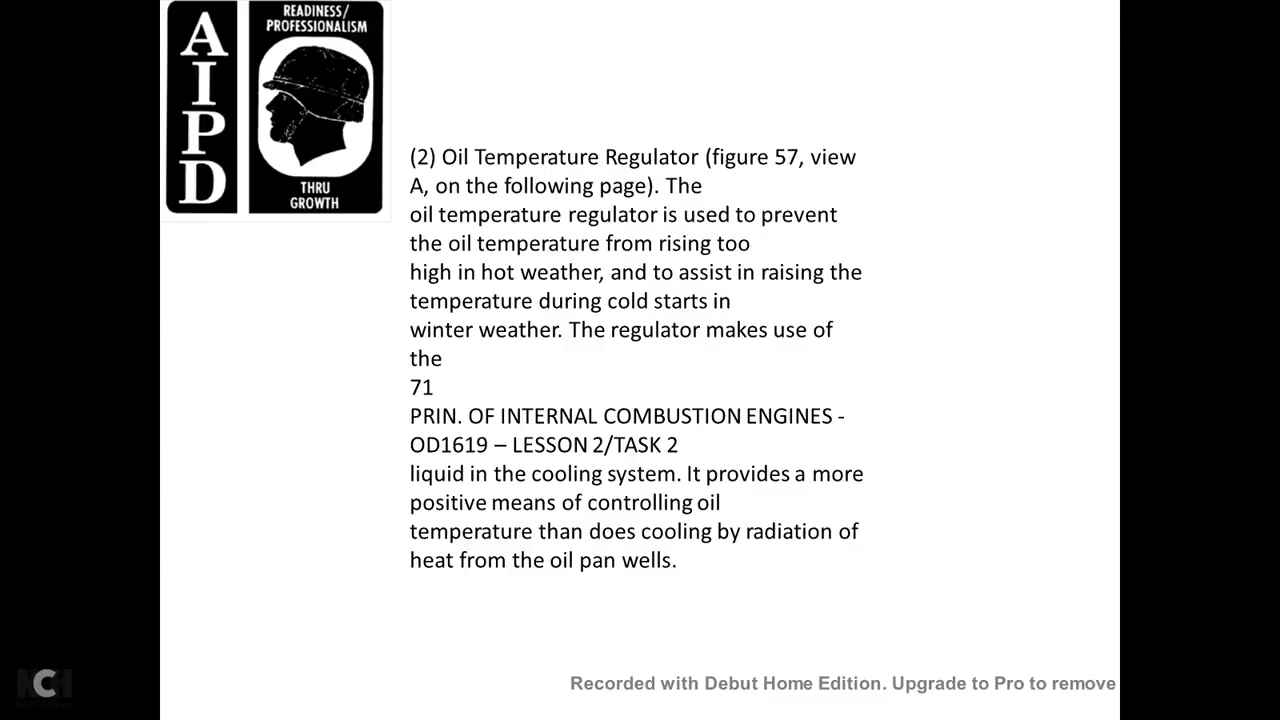 AIPD
READINESS/
PROFESSIONALISM
THRU
GROWTH
(2) Oil Temperature Regulator (figure 57, view
A, on the following page). The
oil temperature regulator is used to prevent
the oil temperature from rising too
high in hot weather, and to assist in raising the
temperature during cold starts in
winter weather. The regulator makes use of
the
71
PRIN. OF INTERNAL COMBUSTION ENGINES -
OD1619 – LESSON 2/TASK 2
liquid in the cooling system. It provides a more
positive means of controlling oil
temperature than does cooling by radiation of
heat from the oil pan wells.
Recorded with Debut Home Edition. Upgrade to Pro to remove